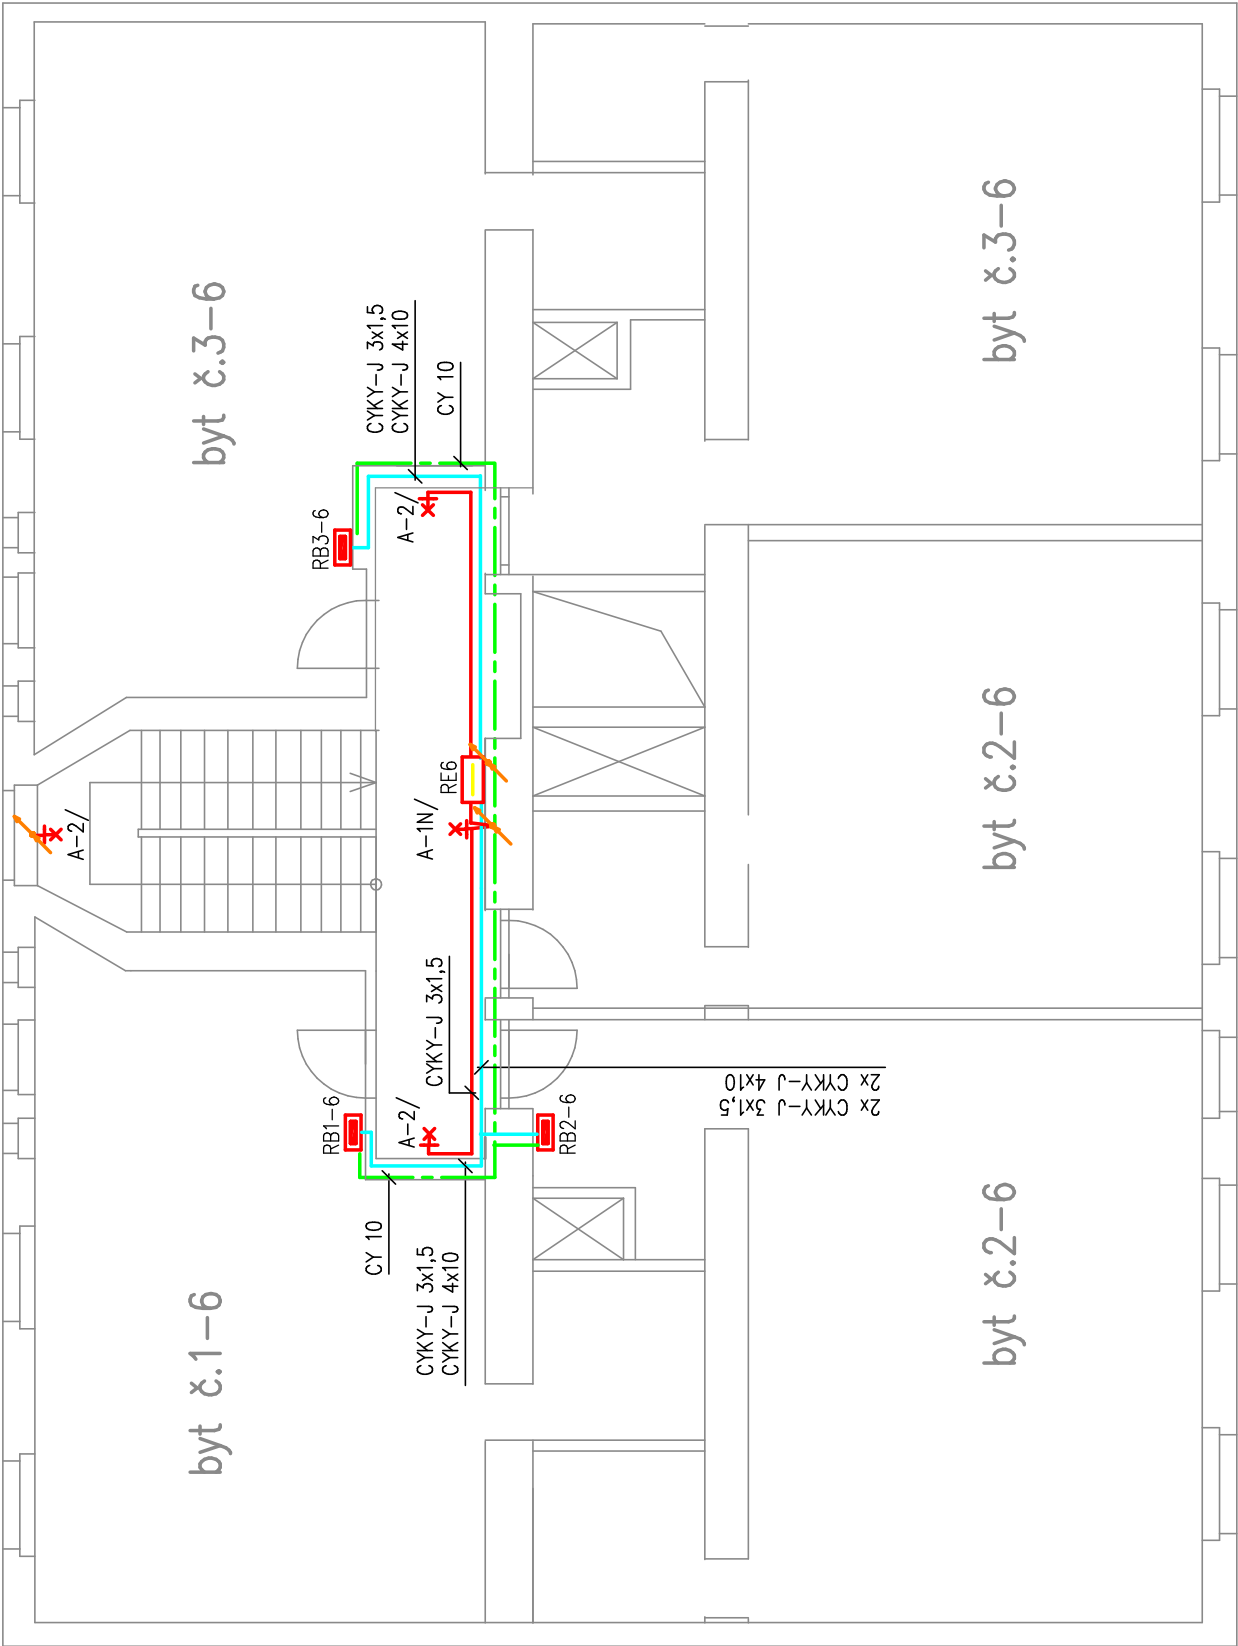 byt č.3-6
byt č.3-6
CYKY-J 3x1,5
CYKY-J 4x10
CY 10
RB3-6
A-2/
A-2/
RE6
A-1N/
byt č.2-6
CYKY-J 3x1,5
2x CYKY-J 3x1,5
2x CYKY-J 4x10
RB1-6
A-2/
RB2-6
CY 10
CYKY-J 3x1,5
CYKY-J 4x10
byt č.1-6
byt č.2-6